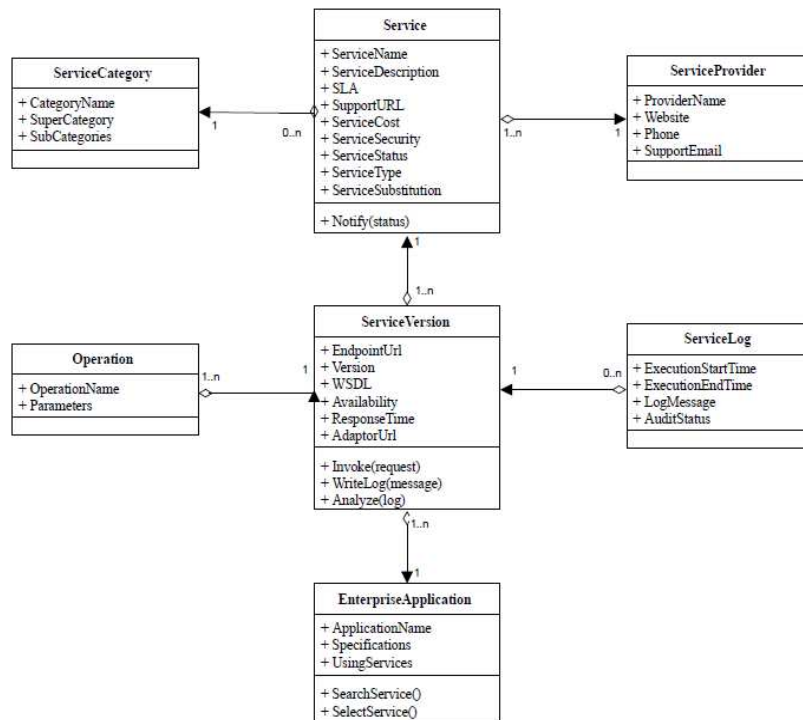 Service
+ ServiceName
+ ServiceDescription
+ SLA
+ SupportURL
+ ServiceCost
+ ServiceSecurity
+ ServiceStatus
+ ServiceType
+ ServiceSubstitution
+ Notify(status)
ServiceCategory
+ CategoryName
+ SuperCategory
+ SubCategories
1
0..n
ServiceProvider
+ ProviderName
+ Website
+ Phone
+ SupportEmail
1..n
1
1
1..n
ServiceVersion
+ EndpointUrl
+ Version
+ WSDL
+ Availability
+ ResponseTime
+ AdaptorUrl
+ Invoke(request)
+ WriteLog(message)
+ Analyze(log)
Operation
+ OperationName
+ Parameters
1..n
1
ServiceLog
+ ExecutionStartTime
+ ExecutionEndTime
+ LogMessage
+ AuditStatus
1
0..n
1..n
1
EnterpriseApplication
+ ApplicationName
+ Specifications
+ UsingServices
+ SearchService()
+ SelectService()